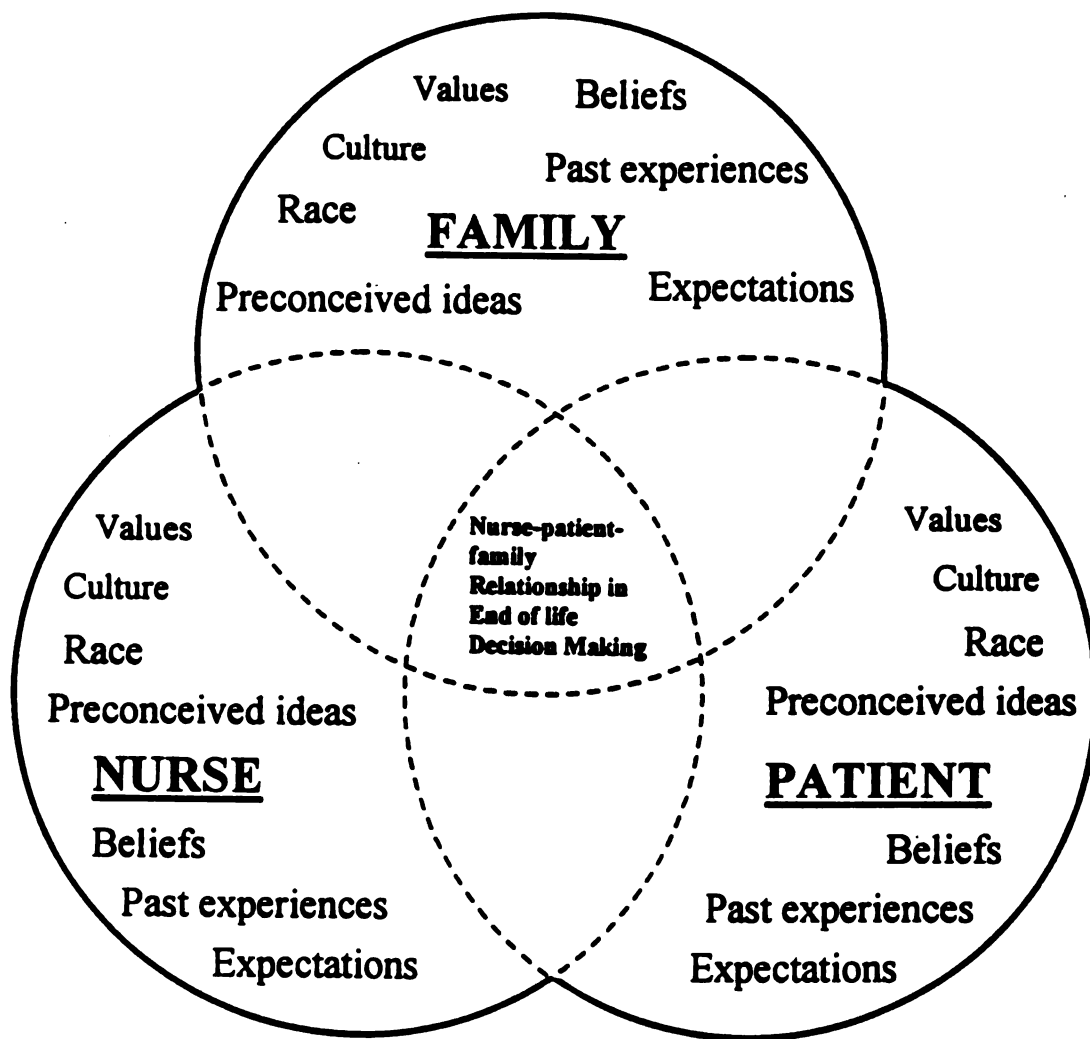 Values
Beliefs
Culture
Past experiences
Race
FAMILY
Preconceived ideas
Expectations
Nurse-patient-
family
Relationship in
End of life
Decision Making
Values
Culture
Race
Preconceived ideas
NURSE
Beliefs
Past experiences
Expectations
Values
Culture
Race
Preconceived ideas
PATIENT
Beliefs
Past experiences
Expectations